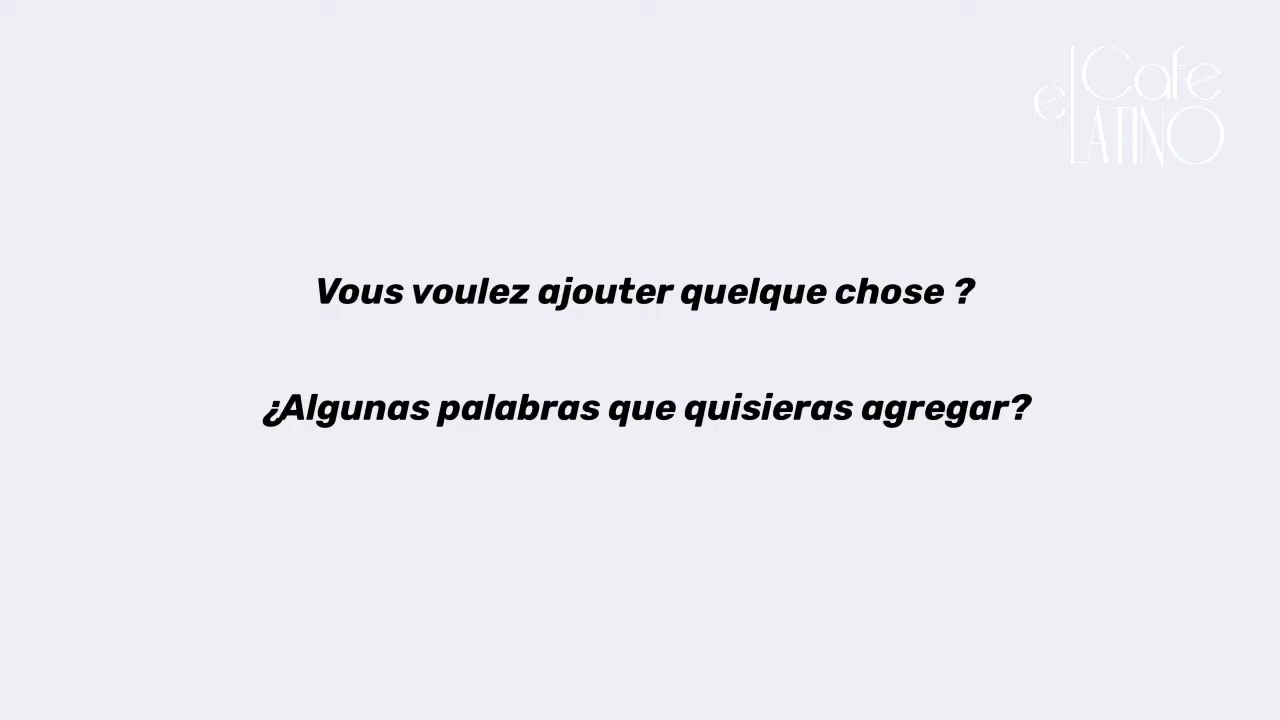 el Cafe
LATINO
Vous voulez ajouter quelque chose ?
¿Algunas palabras que quisieras agregar?